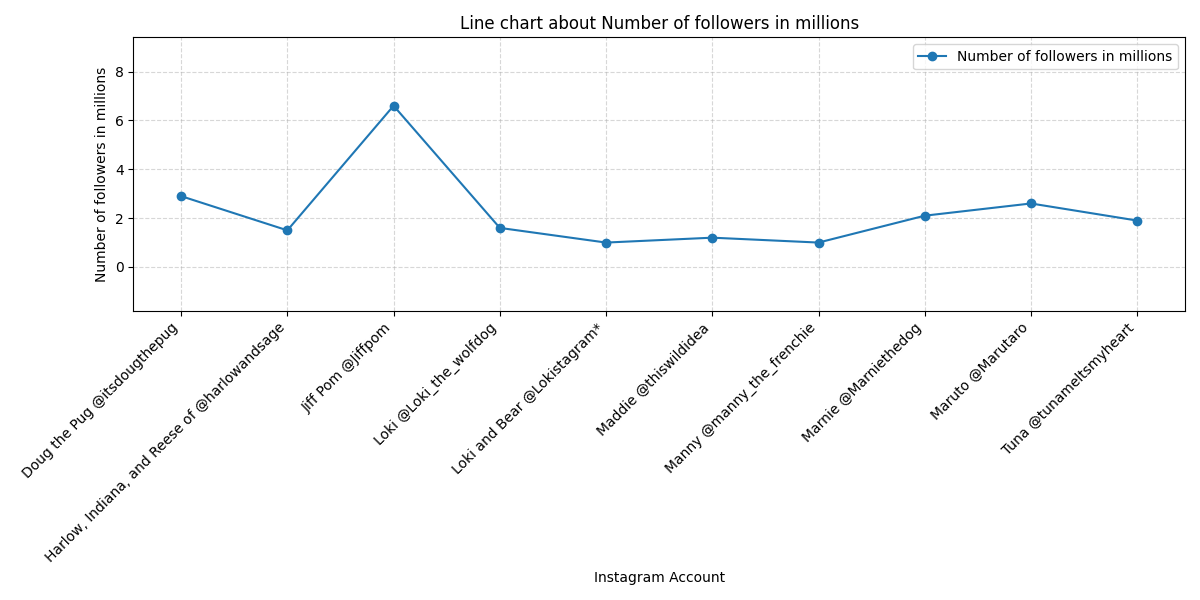 Line chart about Number of followers in millions
Number of followers in millions
Number of followers in millions
8
6
4
2
0
Doug the Pug @itsdougthepug
Harlow, Indiana, and Reese of @harlowandsage
Jiff Pom @Jiffpom
Loki @Loki_the_wolfdog
Loki and Bear @Lokistagram*
Maddie @thiswildidea
Manny @manny_the_frenchie
Marnie @Marniethedog
Maruto @Marutaro
Tuna @tunameltsmyheart
Instagram Account